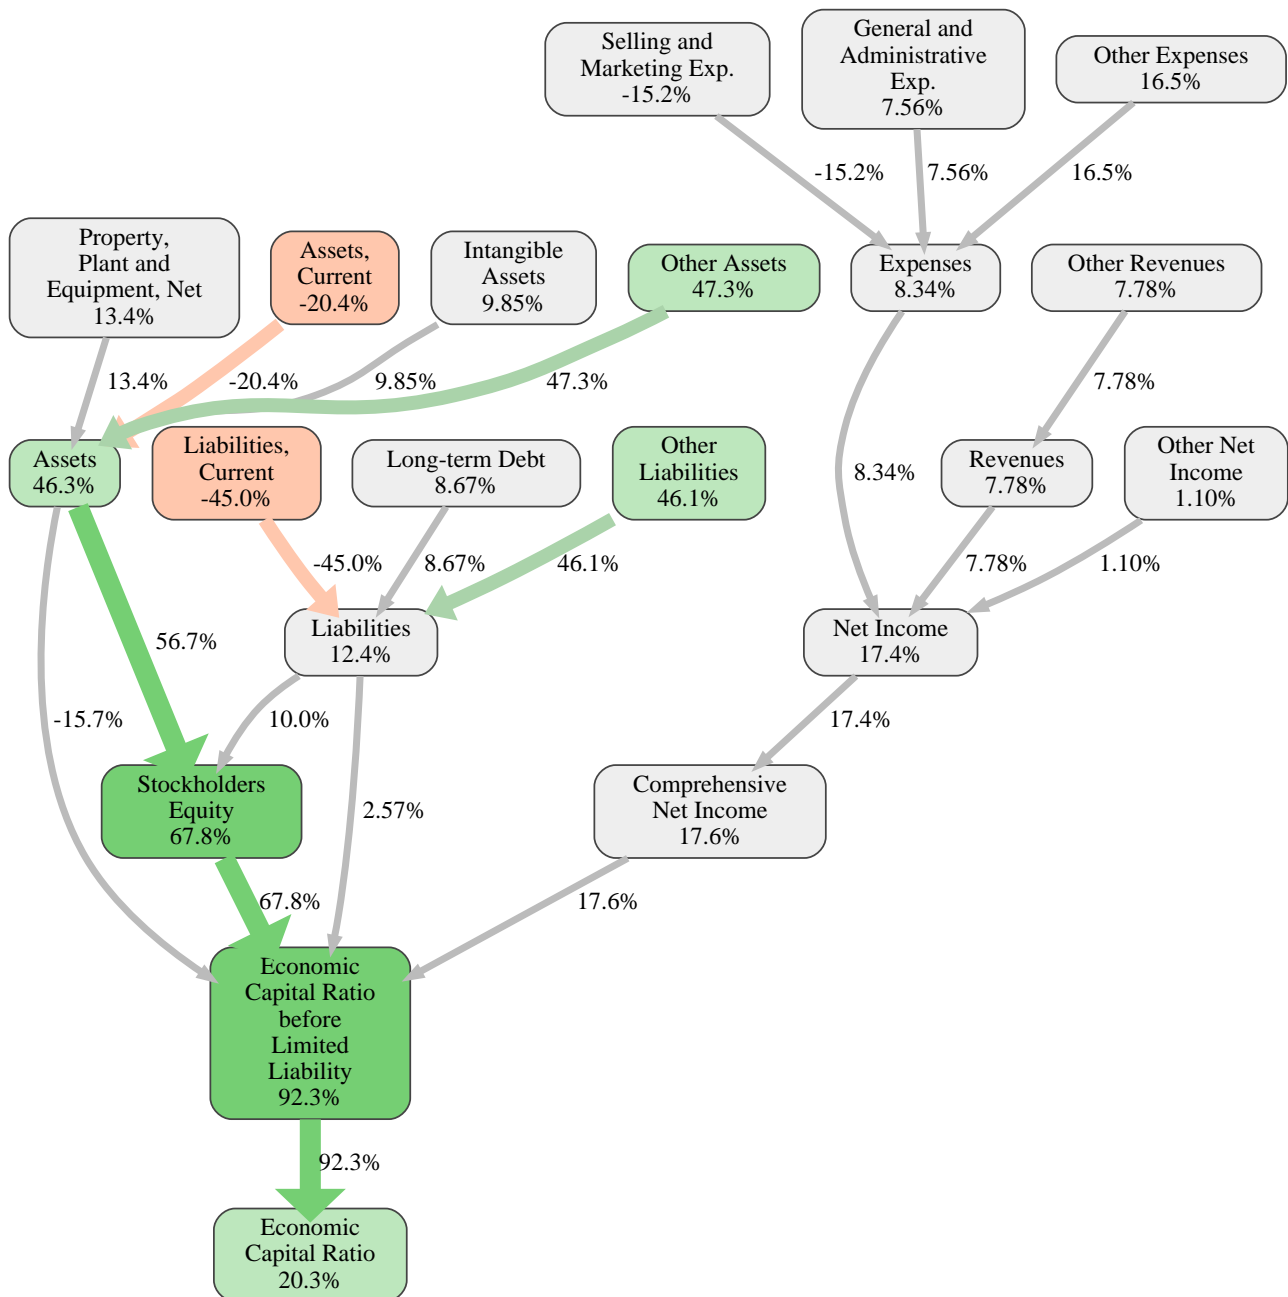 Selling and
Marketing Exp.
-15.2%
General and
Administrative
Exp.
7.56%
Other Expenses
16.5%
-15.2%
7.56%
16.5%
Property,
Plant and
Equipment, Net
13.4%
Assets,
Current
-20.4%
Intangible
Assets
9.85%
Other Assets
47.3%
Expenses
8.34%
Other Revenues
7.78%
13.4%
-20.4%
9.85%
47.3%
7.78%
Assets
46.3%
Liabilities,
Current
-45.0%
Long-term Debt
8.67%
Other
Liabilities
46.1%
8.34%
Revenues
7.78%
Other Net
Income
1.10%
-45.0%
8.67%
46.1%
7.78%
1.10%
56.7%
Liabilities
12.4%
Net Income
17.4%
-15.7%
10.0%
17.4%
Stockholders
Equity
67.8%
2.57%
Comprehensive
Net Income
17.6%
67.8%
17.6%
Economic
Capital Ratio
before
Limited
Liability
92.3%
92.3%
Economic
Capital Ratio
20.3%